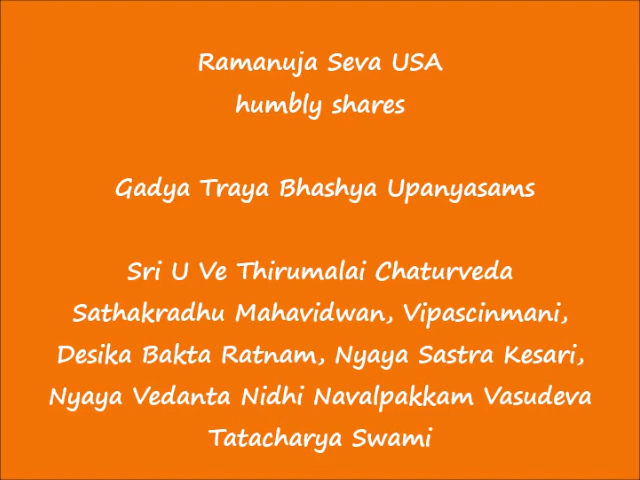 Ramanuja Seva USA
humbly shares
Gadya Traya Bhashya Upanyasams
Sri U Ve Thirumalai Chaturveda
Sathakradhu Mahavidwan, Vipascinmani,
Desika Bakta Ratnam, Nyaya Sastra Kesari,
Nyaya Vedanta Nidhi Navalpakkam Vasudeva
Tatacharya Swami